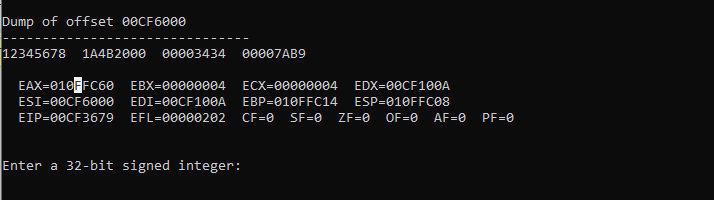 Dump of offset 00CF6000
-------------------------------
12345678  1A4B2000  00003434  00007AB9
EAX=010FFC60  EBX=00000004  ECX=00000004  EDX=00CF100A
ESI=00CF6000  EDI=00CF100A  EBP=010FFC14  ESP=010FFC08
EIP=00CF3679  EFL=00000202  CF=0  SF=0  ZF=0  OF=0  AF=0  PF=0
Enter a 32-bit signed integer: